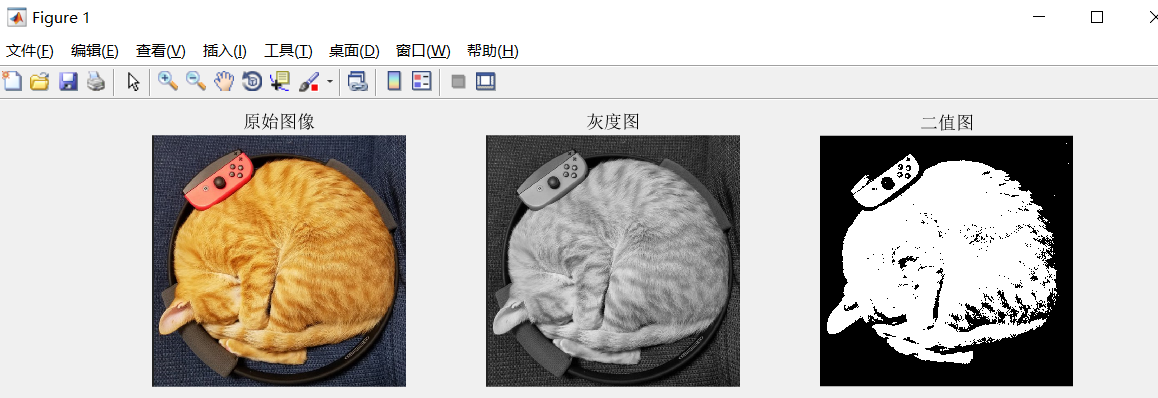 Figure 1
文件(F) 编辑(E) 查看(V) 插入(I) 工具(T) 桌面(D) 窗口(W) 帮助(H)
原始图像 灰度图 二值图